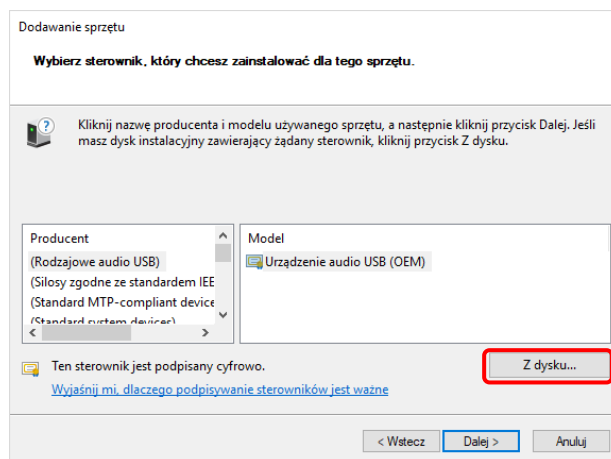 Dodawanie sprzętu
Wybierz sterownik, który chcesz zainstalować dla tego sprzętu.
Kliknij nazwę producenta i modelu używanego sprzętu, a następnie kliknij przycisk Dalej. Jeśli
masz dysk instalacyjny zawierający żądany sterownik, kliknij przycisk Z dysku.
Producent
(Rodzajowe audio USB)
(Silosy zgodne ze standardem IEE
(Standard MTP-compliant device
(Standard system devices)
Model
Urządzenie audio USB (OEM)
Ten sterownik jest podpisany cyfrowo.
Wyjaśnij mi, dlaczego podpisywanie sterowników jest ważne
Z dysku...
< Wstecz
Dalej >
Anuluj